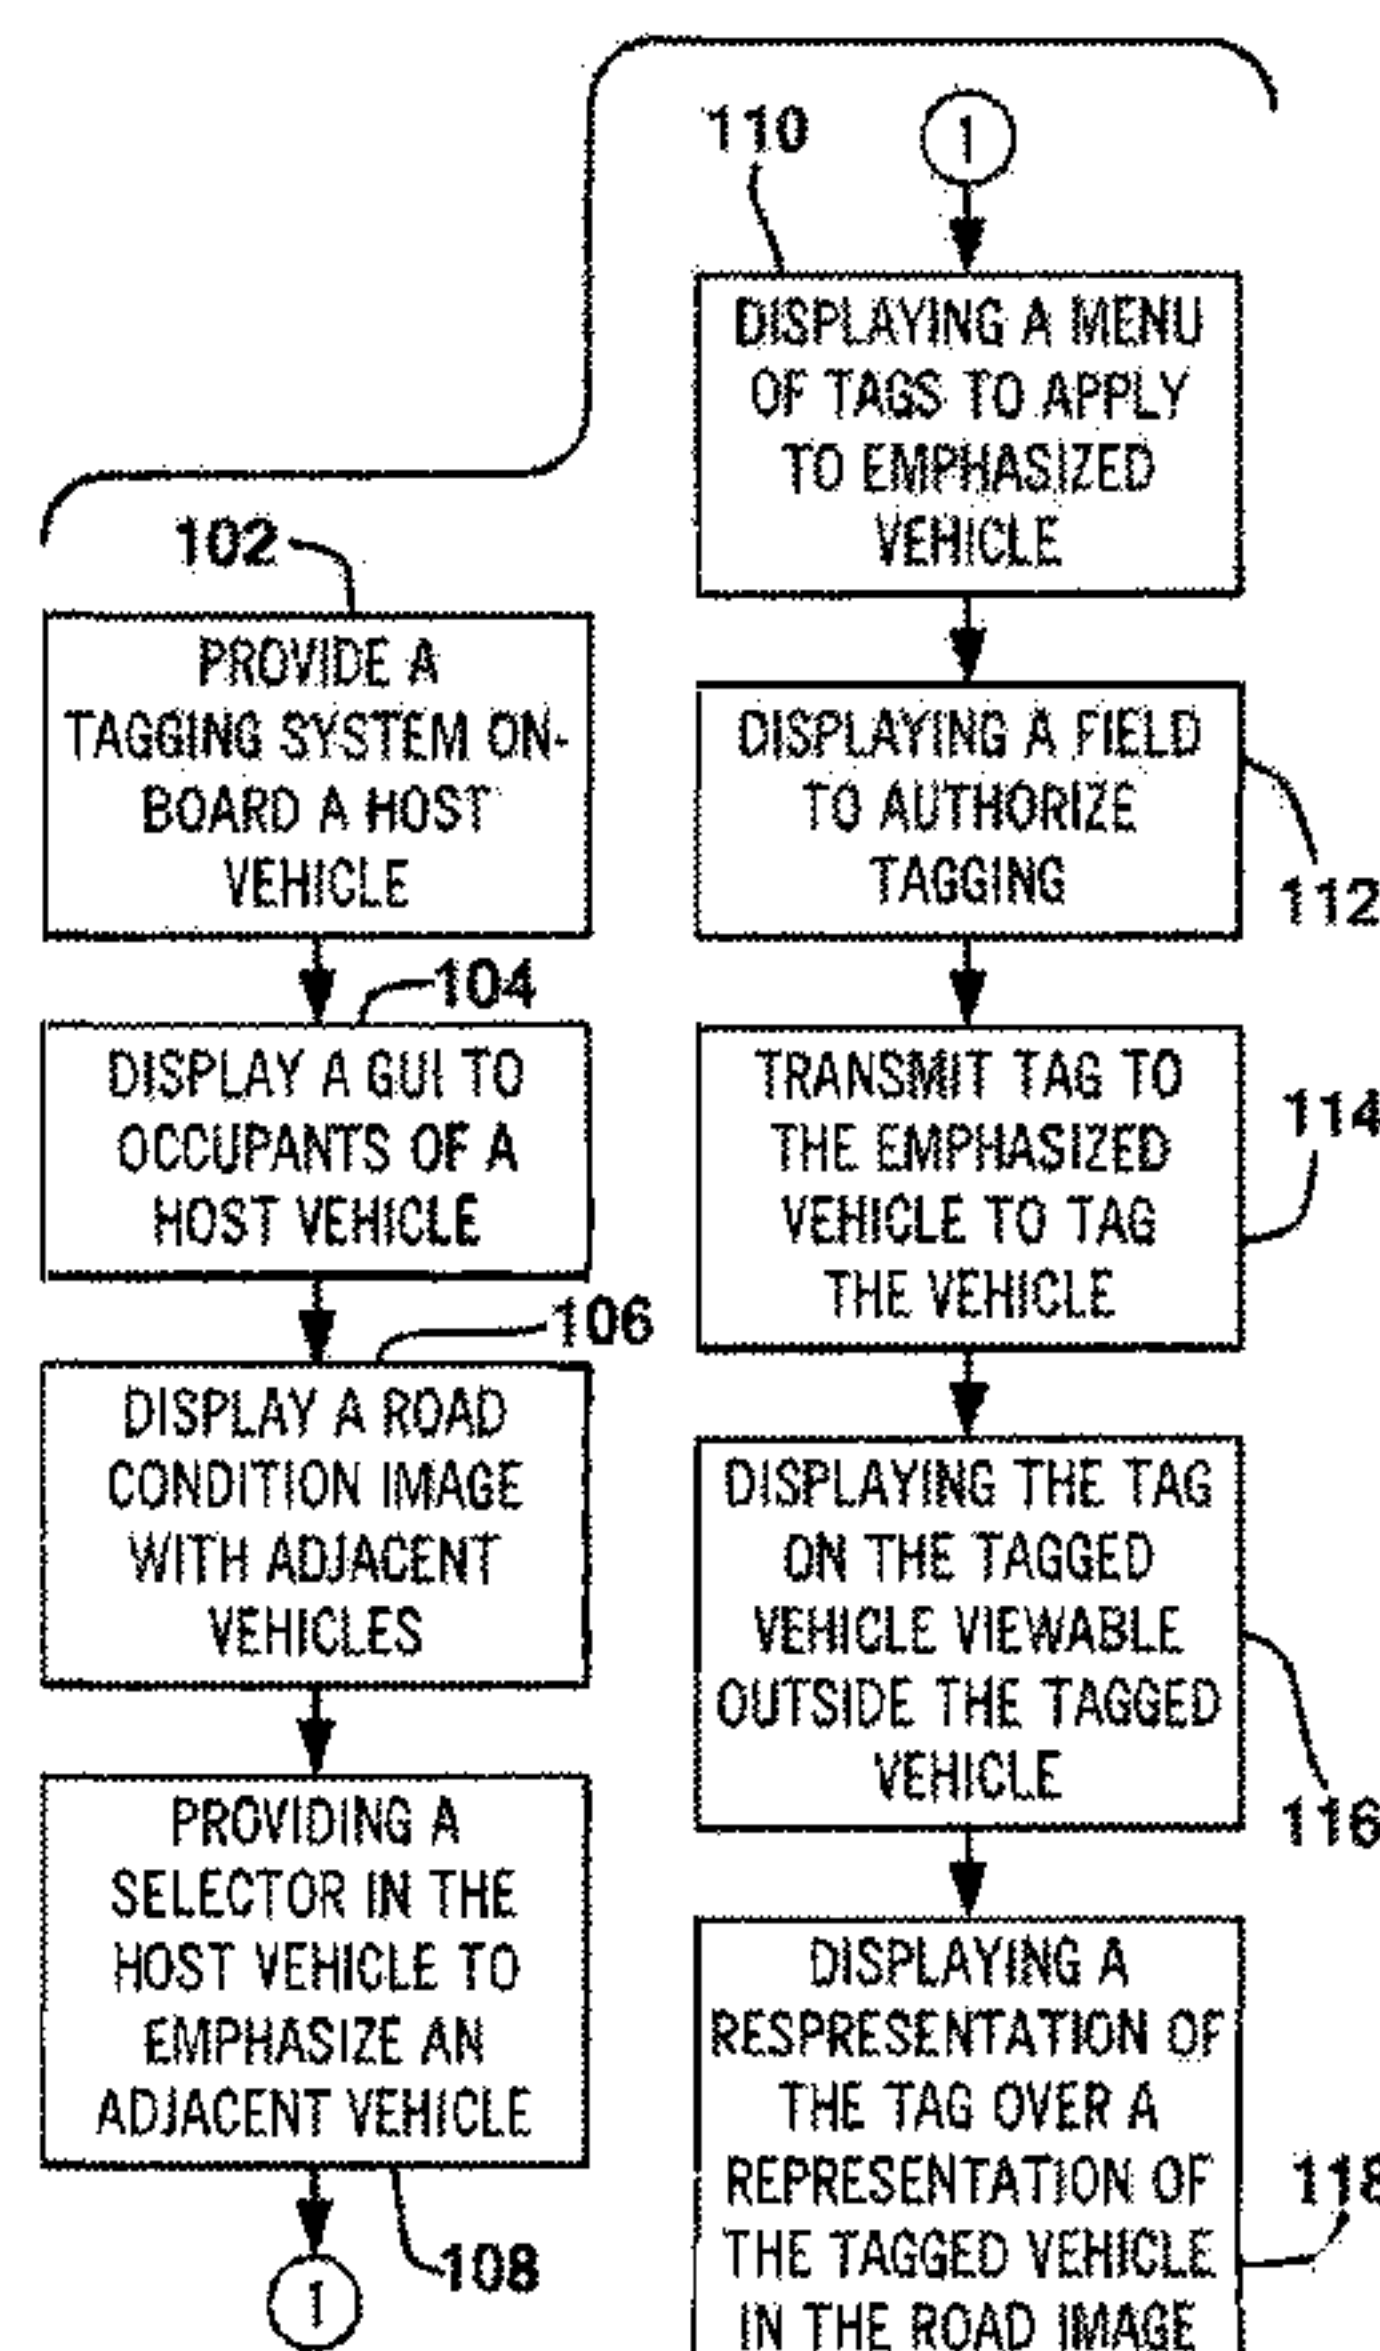 102
PROVIDE A
TAGGING SYSTEM ON-
BOARD A HOST
VEHICLE
104
DISPLAY A GUI TO
OCCUPANTS OF A
HOST VEHICLE
106
DISPLAY A ROAD
CONDITION IMAGE
WITH ADJACENT
VEHICLES
PROVIDING A
SELECTOR IN THE
HOST VEHICLE TO
EMPHASIZE AN
ADJACENT VEHICLE
108
1
110
1
DISPLAYING A MENU
OF TAGS TO APPLY
TO EMPHASIZED
VEHICLE
DISPLAYING A FIELD
TO AUTHORIZE
TAGGING
112
TRANSMIT TAG TO
THE EMPHASIZED
VEHICLE TO TAG
THE VEHICLE
114
DISPLAYING THE TAG
ON THE TAGGED
VEHICLE VIEWABLE
OUTSIDE THE TAGGED
VEHICLE
116
DISPLAYING A
RESPRESENTATION OF
THE TAG OVER A
REPRESENTATION OF
THE TAGGED VEHICLE
IN THE ROAD IMAGE
118